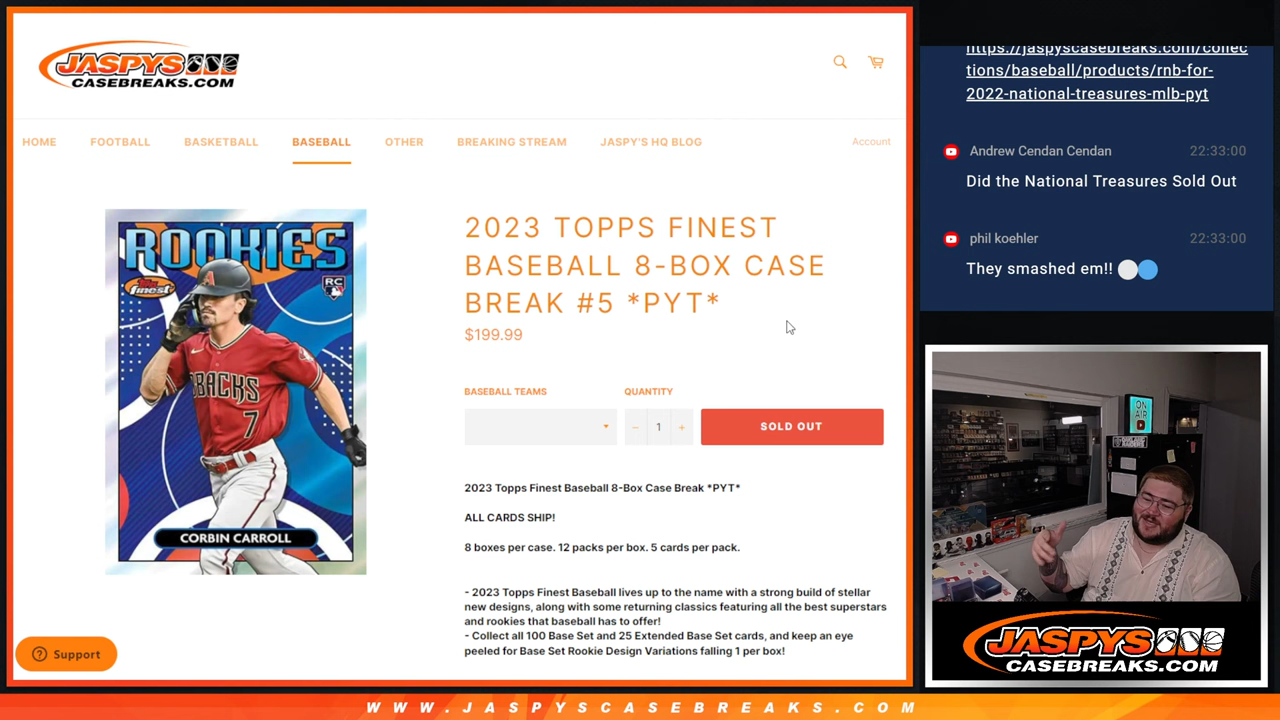 JASPYS
CASEBREAKS.COM
HOME FOOTBALL BASKETBALL BASEBALL OTHER BREAKING STREAM JASPY'S HQ BLOG Account
ROOKIES
Topps
finest
RC
A
DBACKS
7
CORBIN CARROLL
2023 TOPPS FINEST
BASEBALL 8-BOX CASE
BREAK #5 *PYT*
$199.99
BASEBALL TEAMS QUANTITY
− 1 +
SOLD OUT
2023 Topps Finest Baseball 8-Box Case Break *PYT*
ALL CARDS SHIP!
8 boxes per case. 12 packs per box. 5 cards per pack.
- 2023 Topps Finest Baseball lives up to the name with a strong build of stellar
new designs, along with some returning classics featuring all the best superstars
and rookies that baseball has to offer!
- Collect all 100 Base Set and 25 Extended Base Set cards, and keep an eye
peeled for Base Set Rookie Design Variations falling 1 per box!
Support
https://jaspyscasebreaks.com/collec
tions/baseball/products/rnb-for-
2022-national-treasures-mlb-pyt
Andrew Cendan Cendan 22:33:00
Did the National Treasures Sold Out
phil koehler 22:33:00
They smashed em!!
ON
AIR
JASPYS
CASEBREAKS.COM
WWW.JASPYSCASEBREAKS.COM